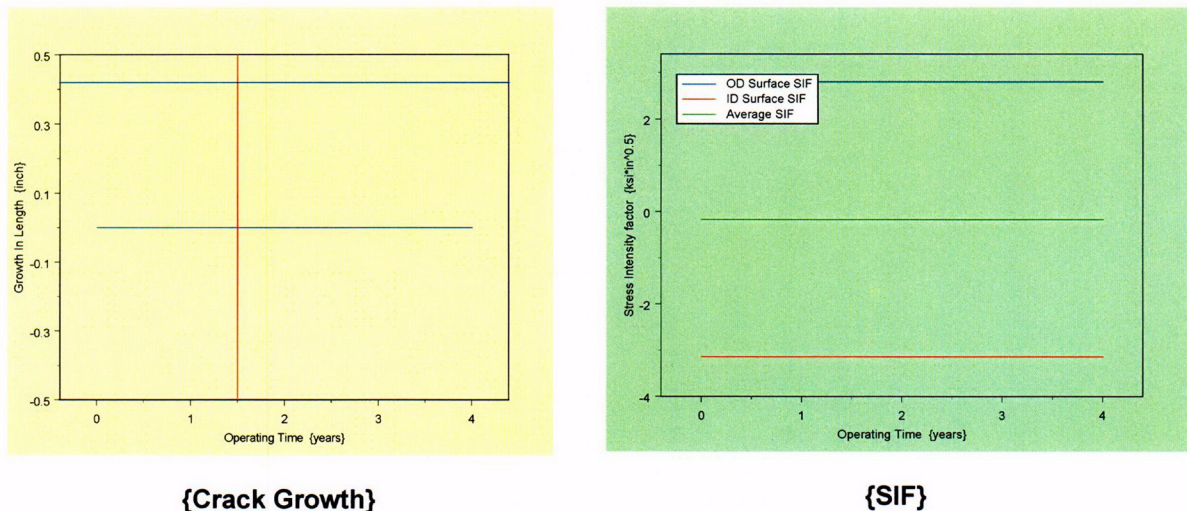 0.5
0.3
0.1
-0.1
-0.3
-0.5
Growth In Length {inch}
0 1 2 3 4
Operating Time {years}
{Crack Growth}
OD Surface SIF
ID Surface SIF
Average SIF
2
0
-2
-4
Stress Intensity factor {ksi*in^0.5}
0 1 2 3 4
Operating Time {years}
{SIF}